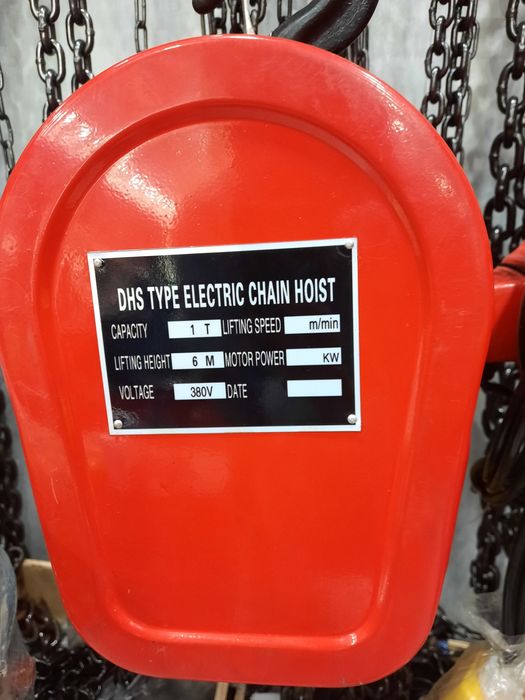 DHS TYPE ELECTRIC CHAIN HOIST
CAPACITY 1 T LIFTING SPEED m/min
LIFTING HEIGHT 6 M MOTOR POWER KW
VOLTAGE 380V DATE